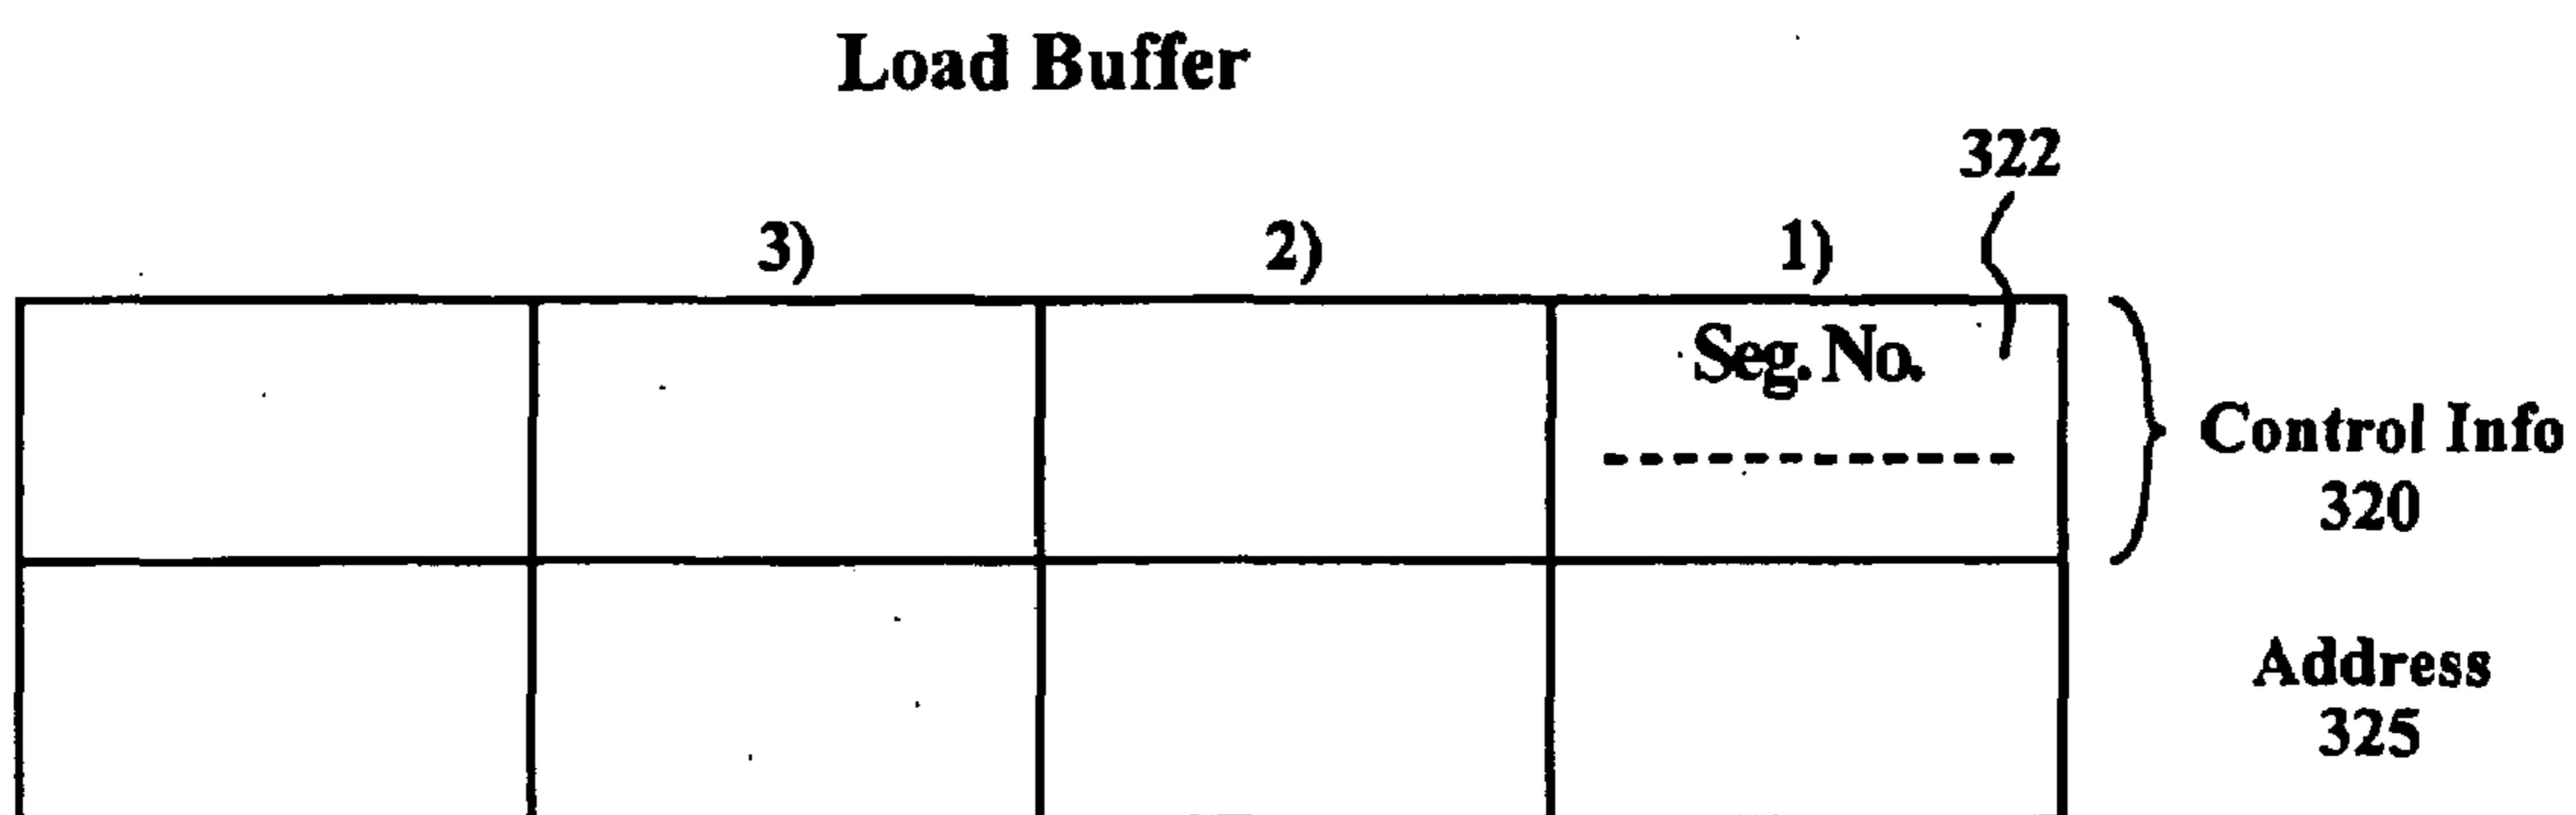 Load Buffer
322
3) 2) 1)
Seg. No.
Control Info
320
Address
325